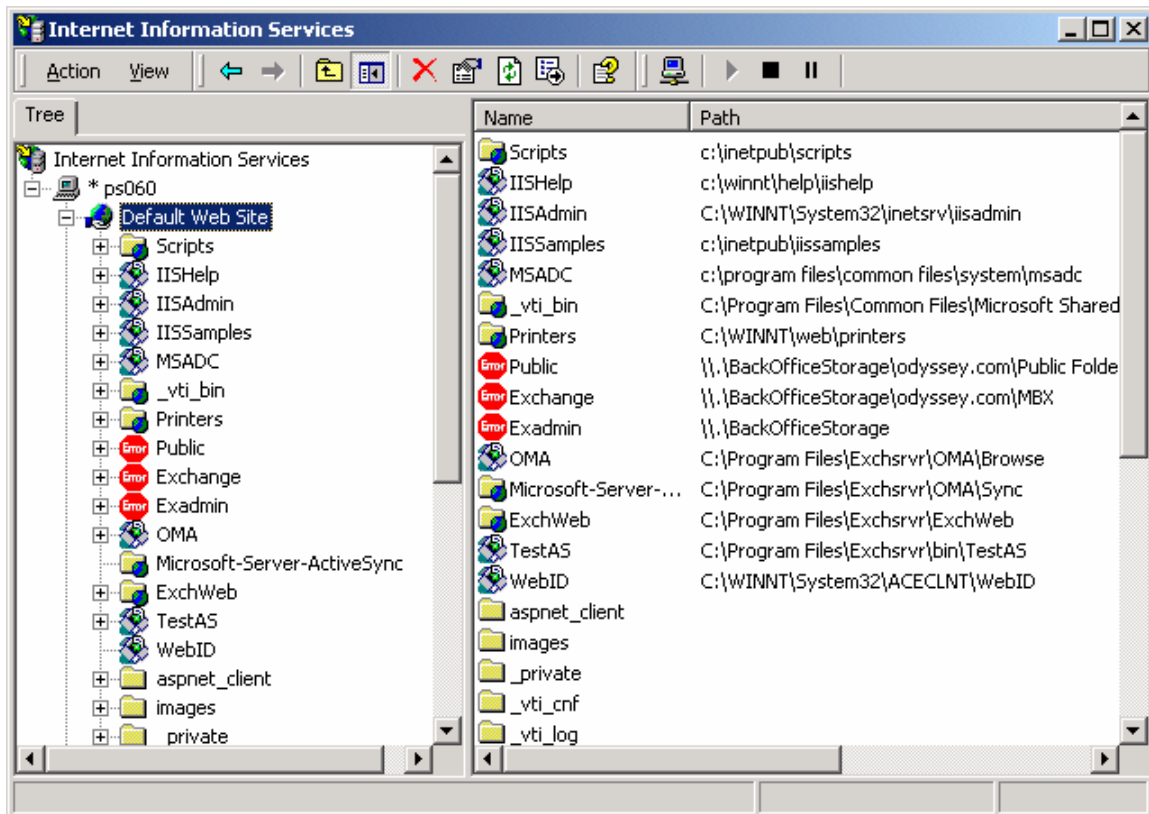 Internet Information Services
Action View
Tree
Internet Information Services
* ps060
Default Web Site
Scripts
IISHelp
IISAdmin
IISSamples
MSADC
_vti_bin
Printers
Error Public
Error Exchange
Error Exadmin
OMA
Microsoft-Server-ActiveSync
ExchWeb
TestAS
WebID
aspnet_client
images
_private
Name Path
Scripts c:\inetpub\scripts
IISHelp c:\winnt\help\iishelp
IISAdmin C:\WINNT\System32\inetsrv\iisadmin
IISSamples c:\inetpub\iissamples
MSADC c:\program files\common files\system\msadc
_vti_bin C:\Program Files\Common Files\Microsoft Shared
Printers C:\WINNT\web\printers
Error Public \\.\BackOfficeStorage\odyssey.com\Public Folde
Error Exchange \\.\BackOfficeStorage\odyssey.com\MBX
Error Exadmin \\.\BackOfficeStorage
OMA C:\Program Files\Exchsrvr\OMA\Browse
Microsoft-Server-... C:\Program Files\Exchsrvr\OMA\Sync
ExchWeb C:\Program Files\Exchsrvr\ExchWeb
TestAS C:\Program Files\Exchsrvr\bin\TestAS
WebID C:\WINNT\System32\ACECLNT\WebID
aspnet_client
images
_private
_vti_cnf
_vti_log